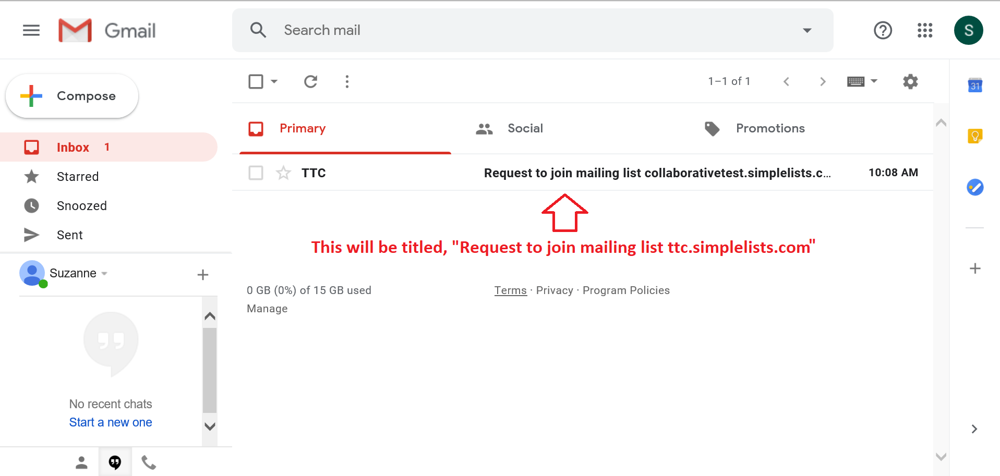 Gmail
Search mail
S
Compose
1–1 of 1
31
Primary
Social
Promotions
Inbox 1
Starred
Snoozed
Sent
TTC
Request to join mailing list collaborativetest.simplelists.c...
10:08 AM
This will be titled, "Request to join mailing list ttc.simplelists.com"
Suzanne
0 GB (0%) of 15 GB used
Manage
Terms · Privacy · Program Policies
No recent chats
Start a new one